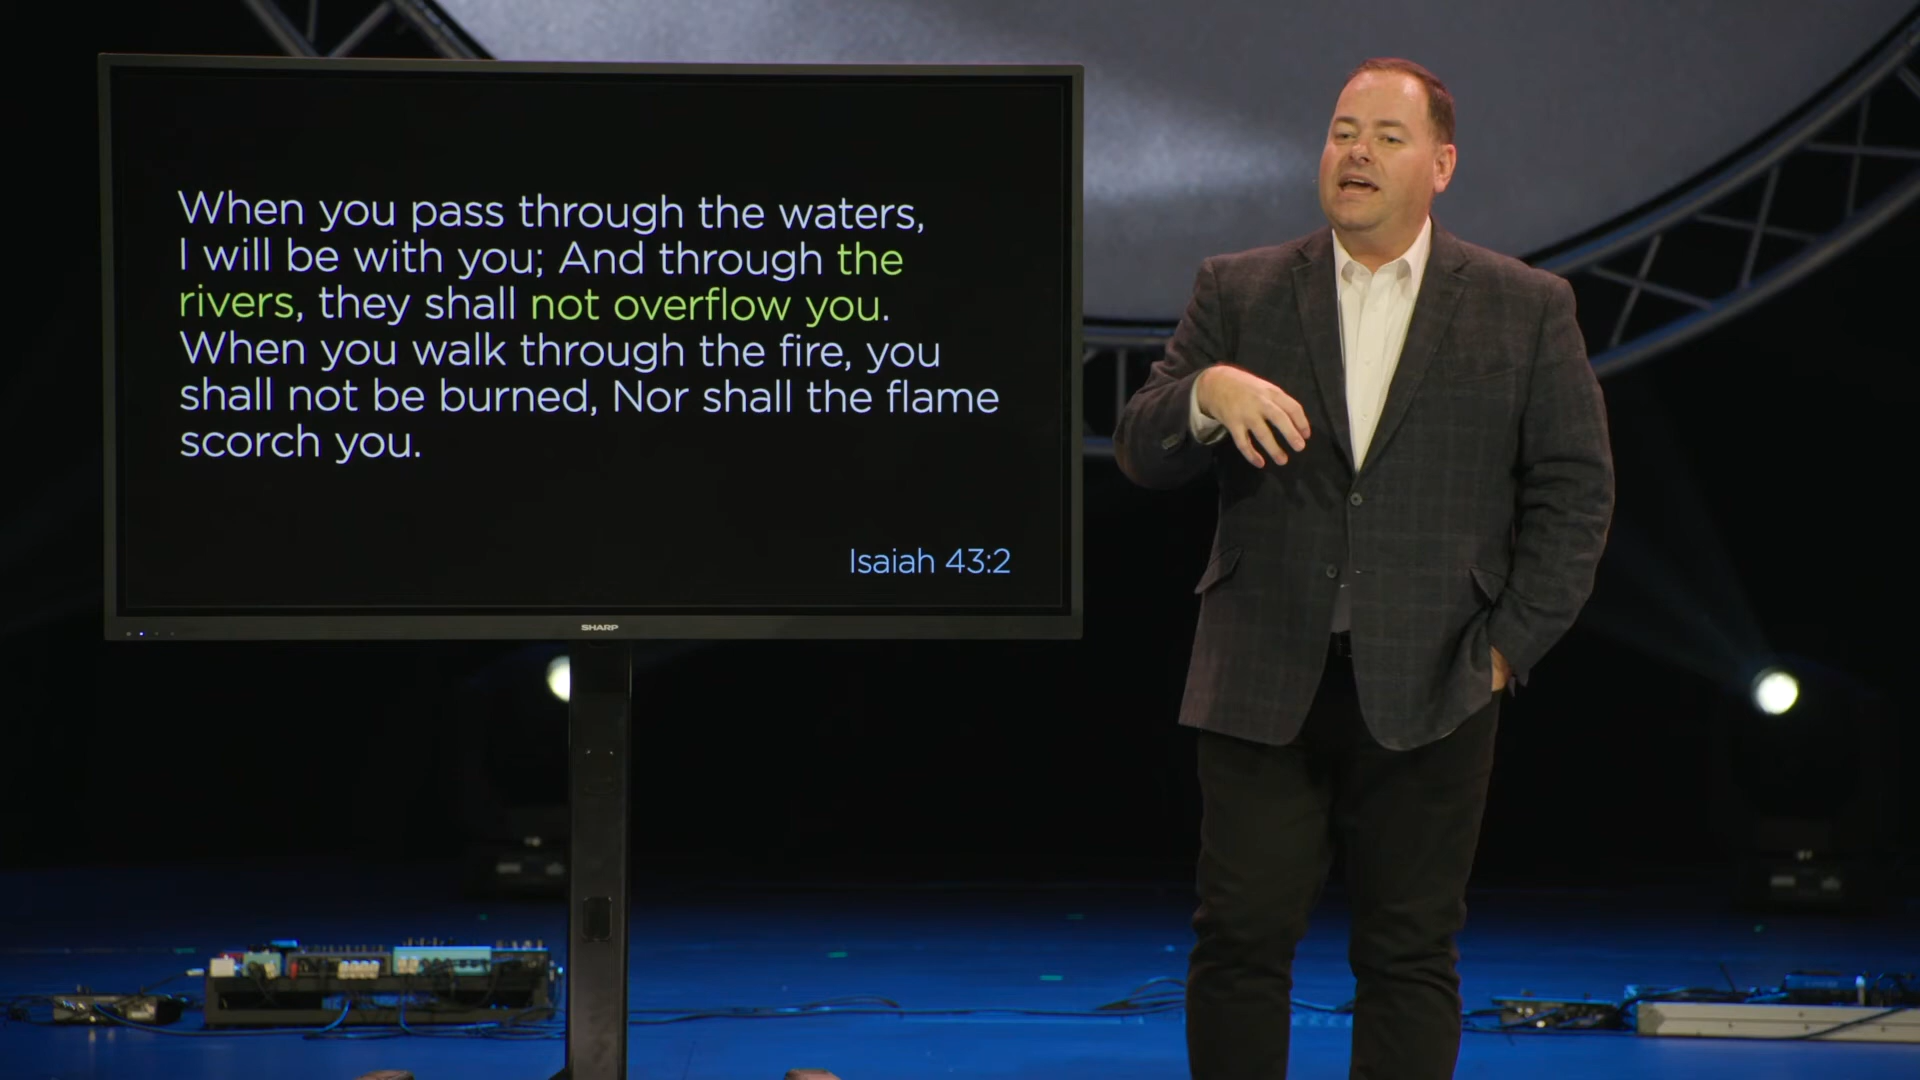 When you pass through the waters,
I will be with you; And through the
rivers, they shall not overflow you.
When you walk through the fire, you
shall not be burned, Nor shall the flame
scorch you.
Isaiah 43:2
SHARP